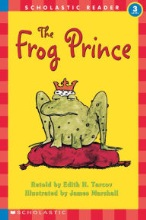 SCHOLASTIC READER
3
The
Frog Prince
Retold by Edith H. Tarcov
Illustrated by James Marshall
SCHOLASTIC